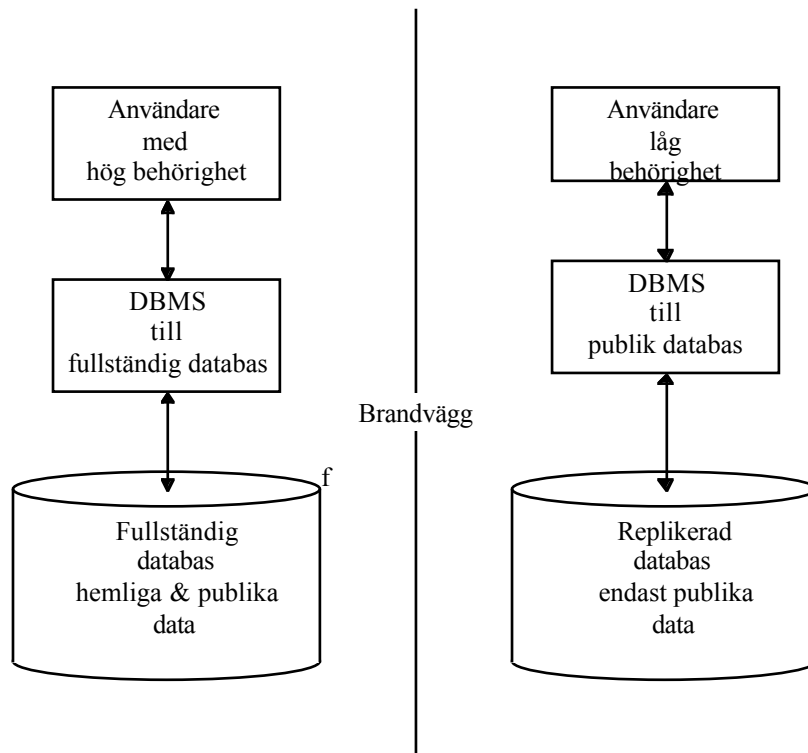 Användare
med
hög behörighet
DBMS
till
fullständig databas
f
Fullständig
databas
hemliga & publika
data
Brandvägg
Användare
låg
behörighet
DBMS
till
publik databas
Replikerad
databas
endast publika
data